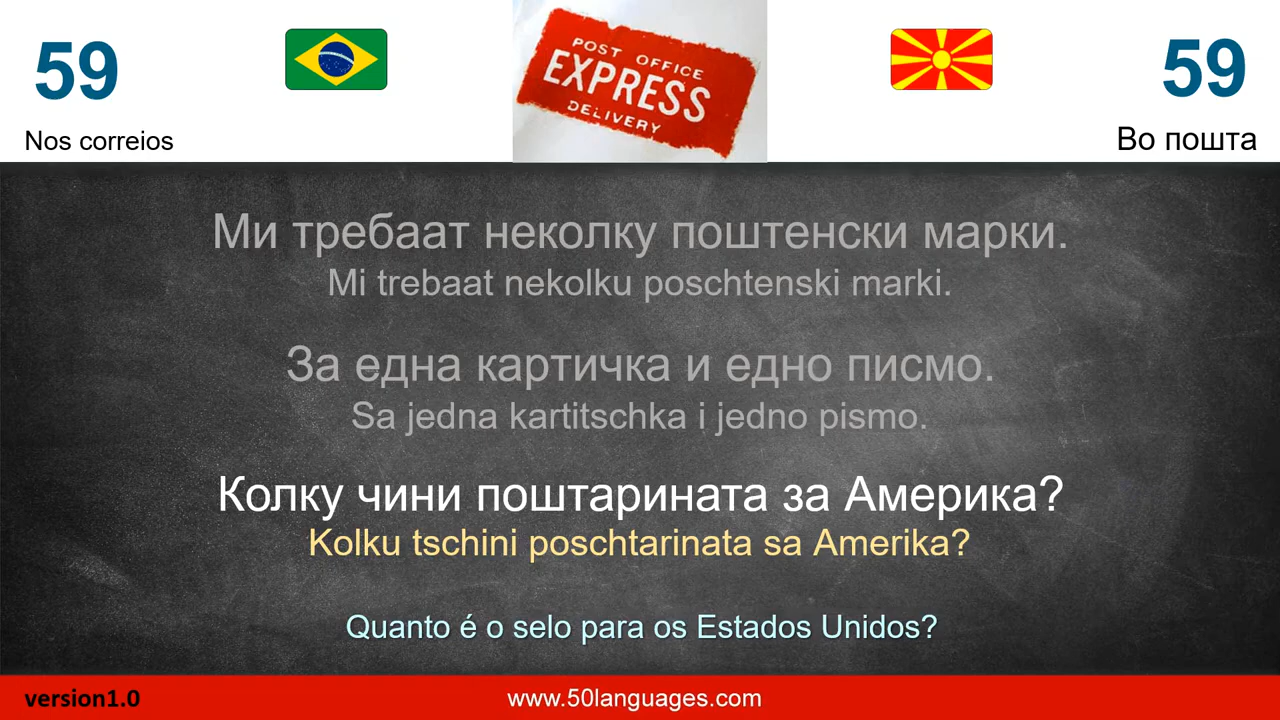 59
Nos correios
POST OFFICE
EXPRESS
DELIVERY
59
Во пошта
Ми требаат неколку поштенски марки.
Mi trebaat nekolku poschtenski marki.
За една картичка и едно писмо.
Sa jedna kartitschka i jedno pismo.
Колку чини поштарината за Америка?
Kolku tschini poschtarinata sa Amerika?
Quanto é o selo para os Estados Unidos?
version1.0
www.50languages.com